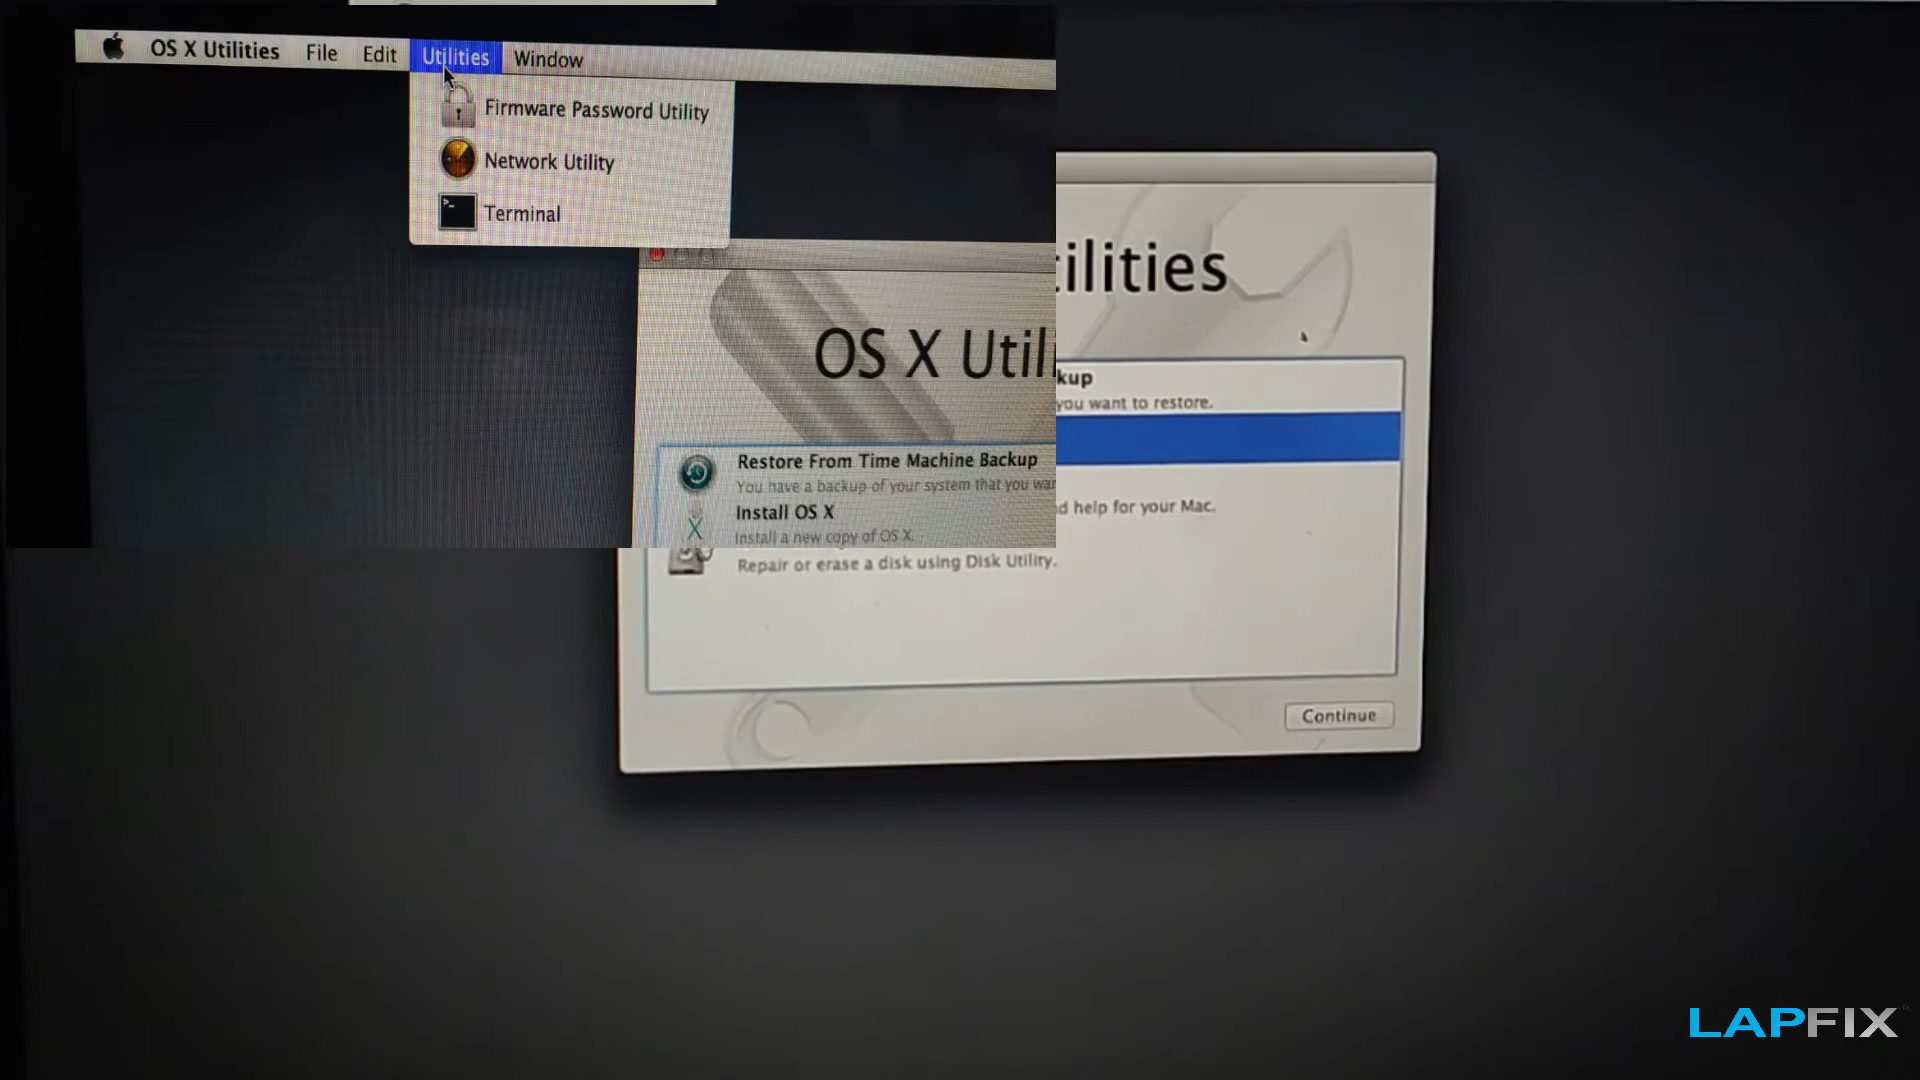 OS X Utilities File Edit Utilities Window
Firmware Password Utility
Network Utility
Terminal
ilities
OS X Util
kup
you want to restore.
Restore From Time Machine Backup
You have a backup of your system that you wan
Install OS X
Install a new copy of OS X.
d help for your Mac.
Repair or erase a disk using Disk Utility.
Continue
LAPFIX